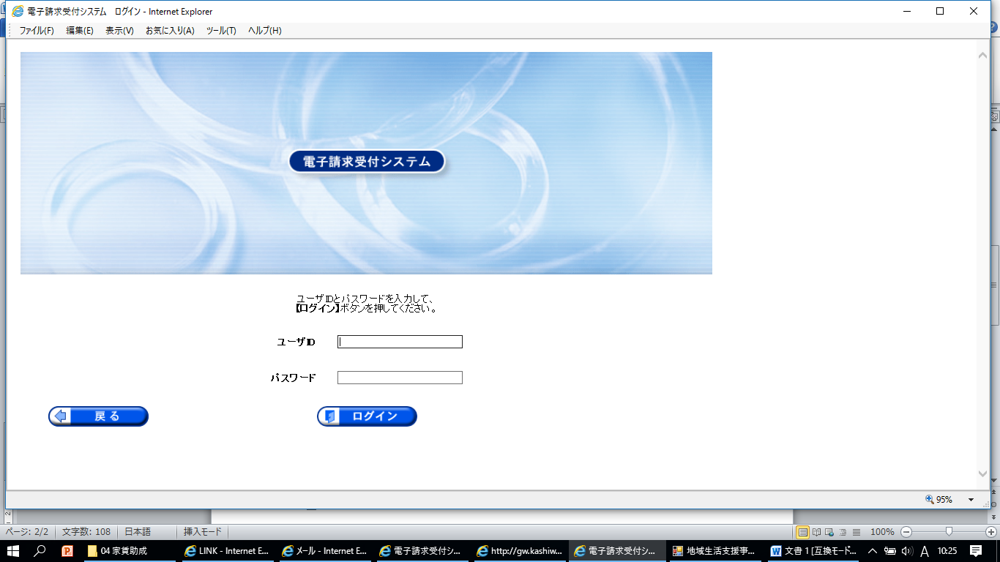 電子請求受付システム　ログイン - Internet Explorer
ファイル(F) 編集(E) 表示(V) お気に入り(A) ツール(T) ヘルプ(H)
電子請求受付システム
ユーザIDとパスワードを入力して、
【ログイン】ボタンを押してください。
ユーザID
パスワード
戻る ログイン
95%
ページ: 2/2 文字数: 108 日本語 挿入モード 100%
04 家賃助成 LINK - Internet E... メール - Internet E... 電子請求受付シ... http://gw.kashiw... 電子請求受付シ... 地域生活支援事... 文書 1 [互換モード... A 10:25